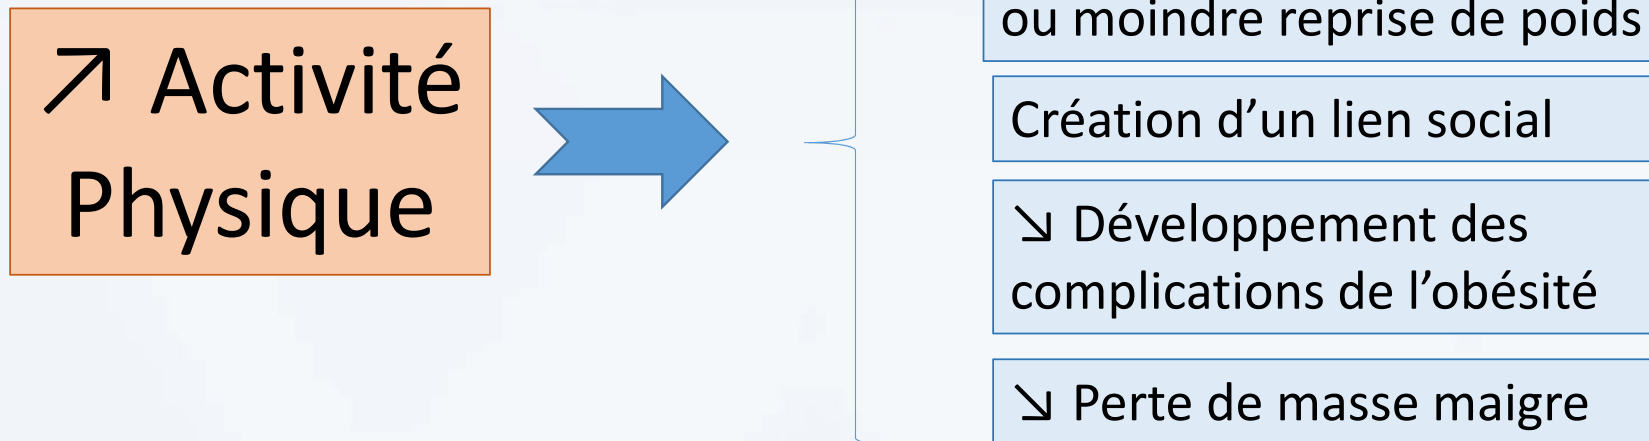 ↗ Activité
Physique
ou moindre reprise de poids
Création d’un lien social
↘ Développement des
complications de l’obésité
↘ Perte de masse maigre